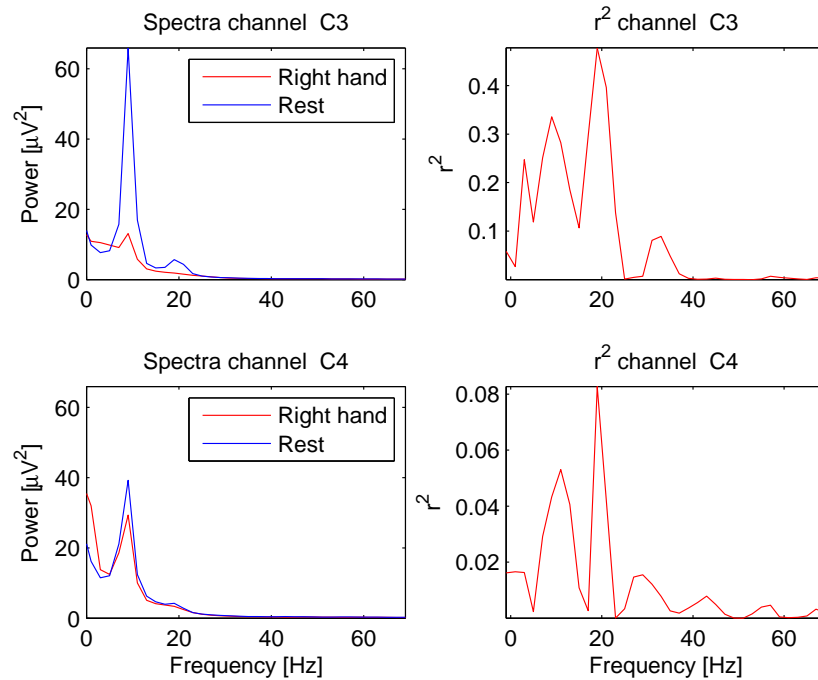 Spectra channel  C3
Power [μV²]
60
40
20
0
0
20
40
60
Right hand
Rest
r² channel  C3
r²
0.4
0.3
0.2
0.1
0
20
40
60
Spectra channel  C4
Power [μV²]
60
40
20
0
0
20
40
60
Frequency [Hz]
Right hand
Rest
r² channel  C4
r²
0.08
0.06
0.04
0.02
0
20
40
60
Frequency [Hz]